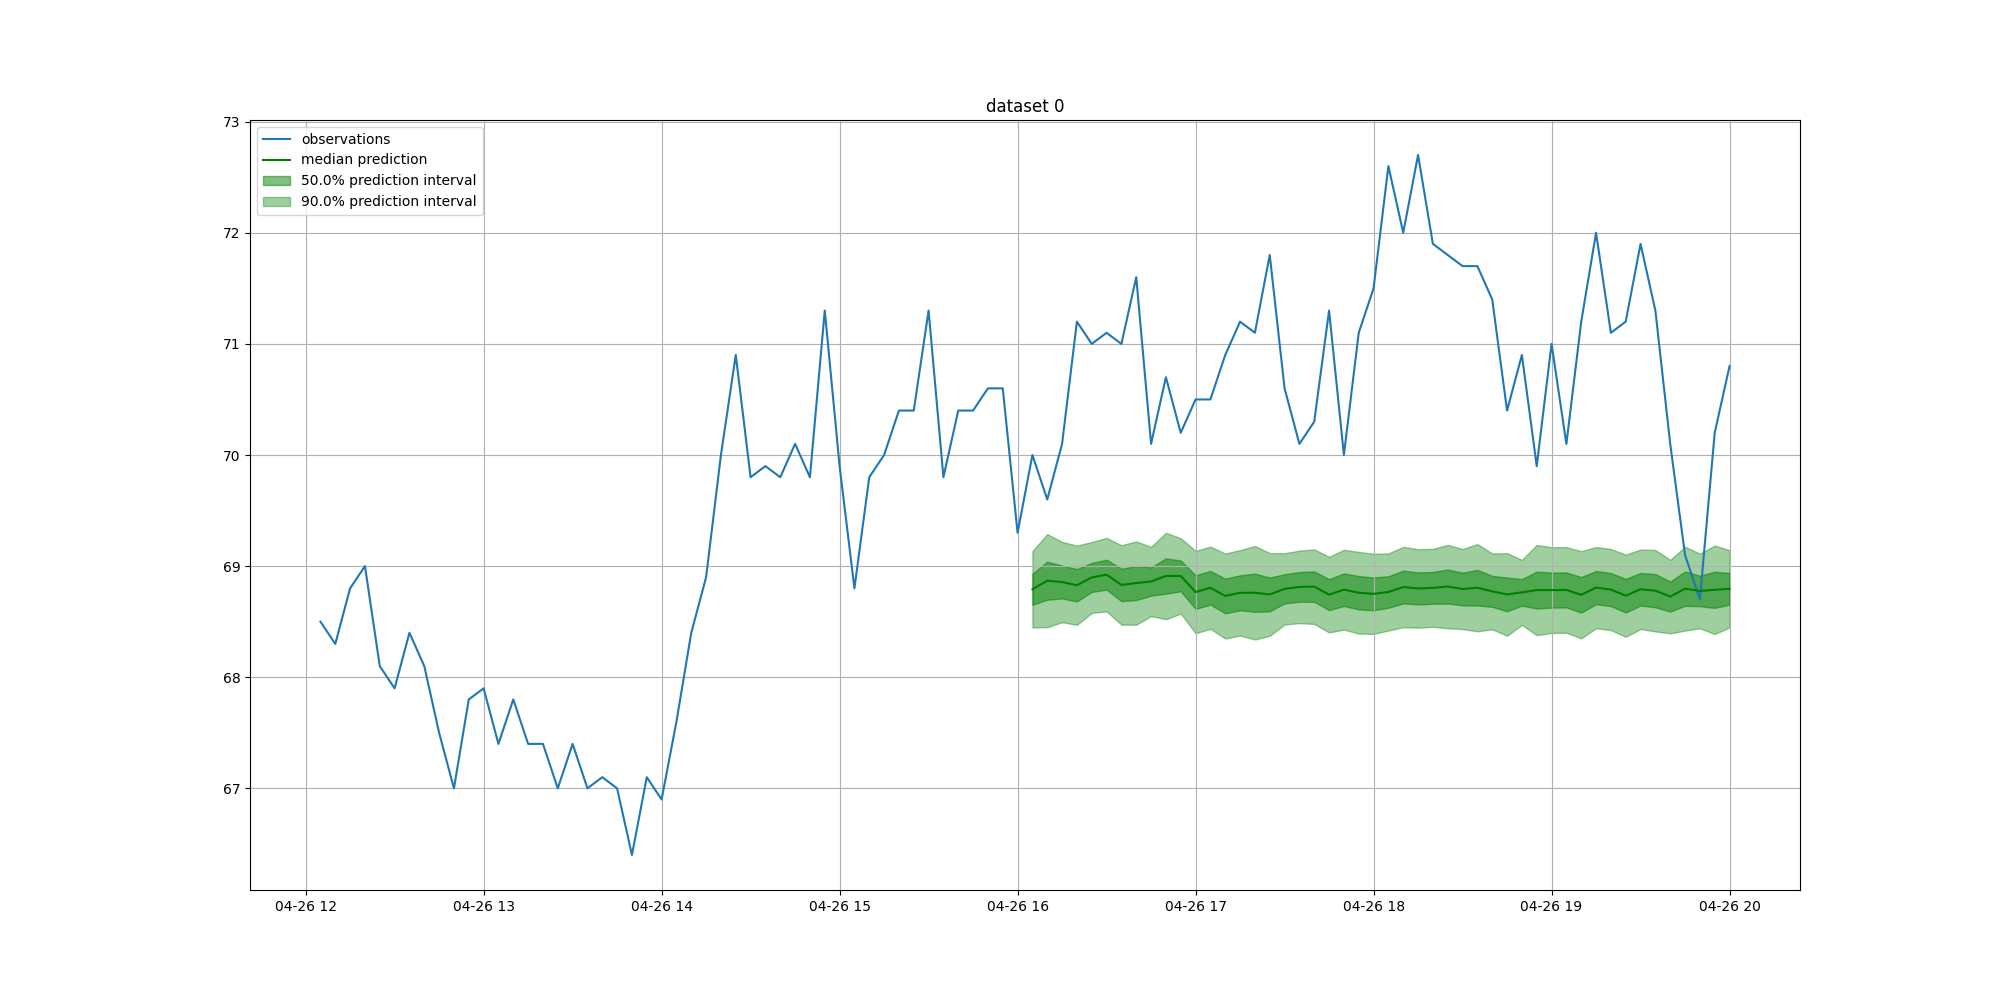 dataset 0
73
observations
median prediction
50.0% prediction interval
90.0% prediction interval
72
71
70
69
68
67
04-26 12 04-26 13 04-26 14 04-26 15 04-26 16 04-26 17 04-26 18 04-26 19 04-26 20